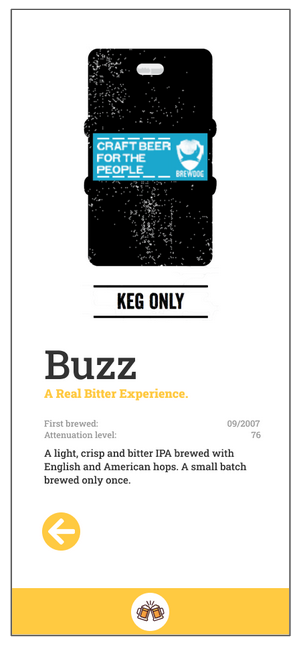 CRAFT BEER
FOR THE
PEOPLE
BREWDOG
KEG ONLY
Buzz
A Real Bitter Experience.
First brewed: 09/2007
Attenuation level: 76
A light, crisp and bitter IPA brewed with
English and American hops. A small batch
brewed only once.